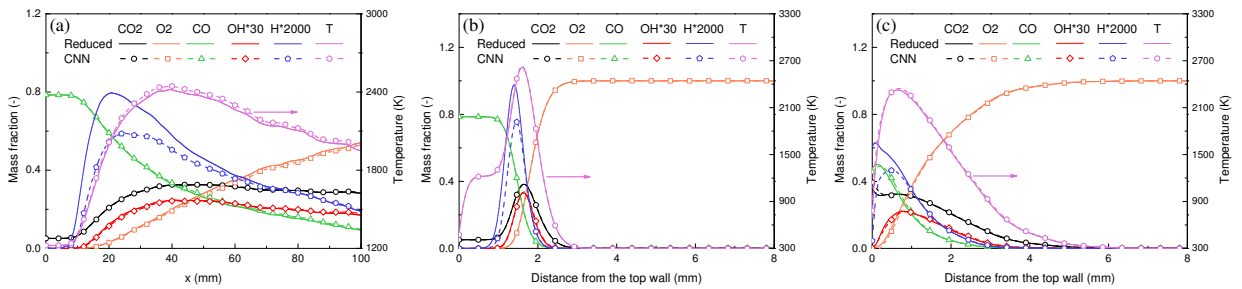 (a) CO2 O2 CO OH*30 H*2000 T
Reduced
CNN
1.2
0.8
0.4
0.0
Mass fraction (-)
3000
2400
1800
1200
Temperature (K)
0 20 40 60 80 100
x (mm)
(b) CO2 O2 CO OH*30 H*2000 T
Reduced
CNN
1.2
0.8
0.4
0.0
Mass fraction (-)
3300
2700
2100
1500
900
300
Temperature (K)
0 2 4 6 8
Distance from the top wall (mm)
(c) CO2 O2 CO OH*30 H*2000 T
Reduced
CNN
1.2
0.8
0.4
0.0
Mass fraction (-)
3300
2700
2100
1500
900
300
Temperature (K)
0 2 4 6 8
Distance from the top wall (mm)